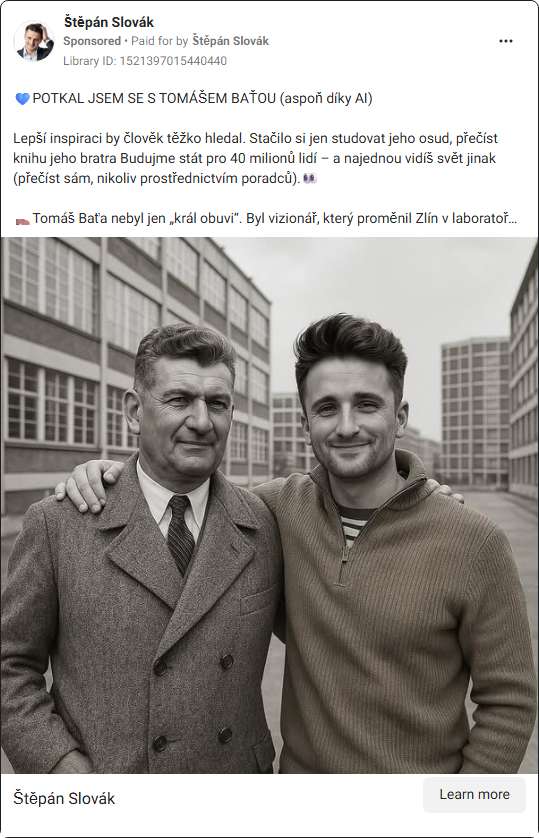 Štěpán Slovák
Sponsored • Paid for by Štěpán Slovák
Library ID: 1521397015440440
💙 POTKAL JSEM SE S TOMÁŠEM BAŤOU (aspoň díky AI)
Lepší inspiraci by člověk těžko hledal. Stačilo si jen studovat jeho osud, přečíst
knihu jeho bratra Budujme stát pro 40 milionů lidí – a najednou vidíš svět jinak
(přečíst sám, nikoliv prostřednictvím poradců). 👀
Tomáš Baťa nebyl jen „král obuvi“. Byl vizionář, který proměnil Zlín v laboratoř...
Štěpán Slovák
Learn more